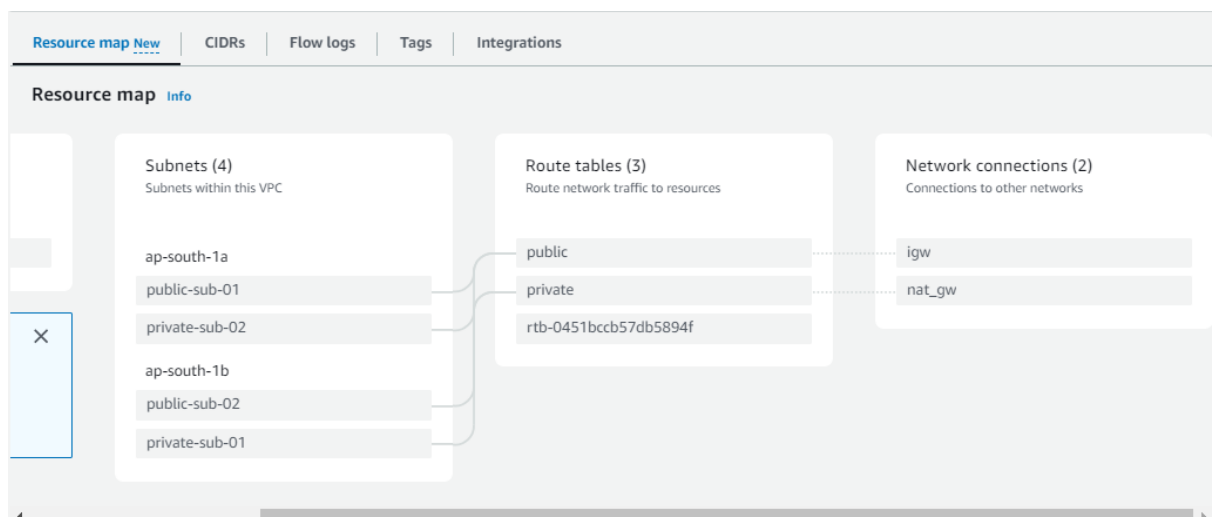 Resource map New
CIDRs
Flow logs
Tags
Integrations
Resource map Info
Subnets (4)
Subnets within this VPC
ap-south-1a
public-sub-01
private-sub-02
ap-south-1b
public-sub-02
private-sub-01
Route tables (3)
Route network traffic to resources
public
private
rtb-0451bccb57db5894f
Network connections (2)
Connections to other networks
igw
nat_gw